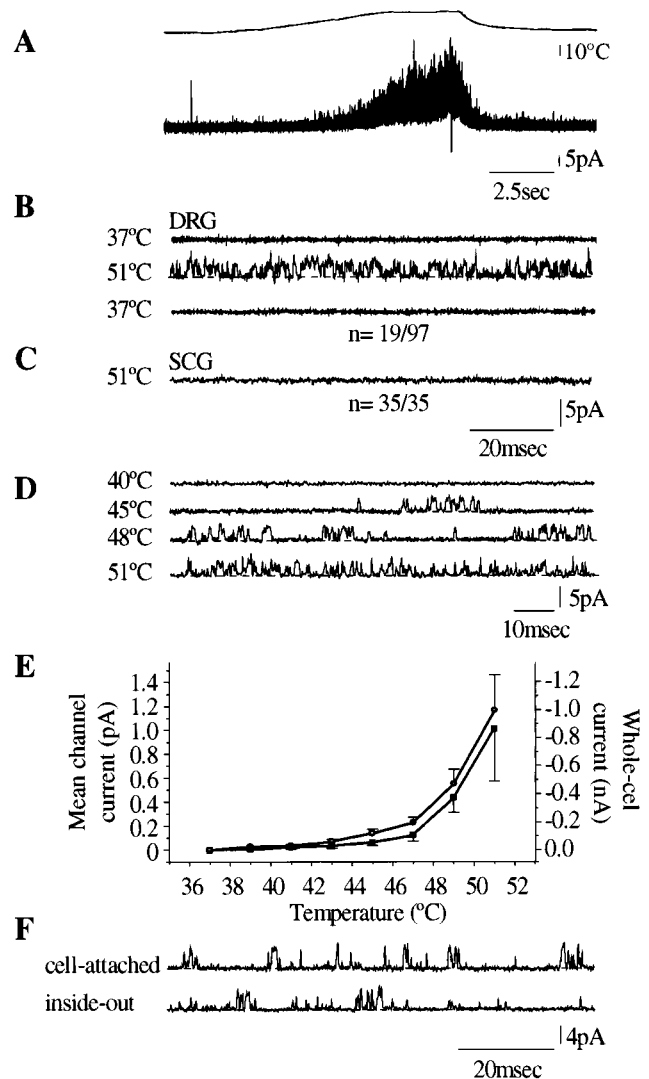 A
10°C
5pA
2.5sec
B
DRG
37°C
51°C
37°C
n= 19/97
C
SCG
51°C
n= 35/35
5pA
20msec
D
40°C
45°C
48°C
51°C
5pA
10msec
E
Mean channel
current (pA)
1.4
1.2
1.0
0.8
0.6
0.4
0.2
0
-1.2
-1.0
-0.8
-0.6
-0.4
-0.2
0.0
Whole-cel
current (nA)
36 38 40 42 44 46 48 50 52
Temperature (°C)
F
cell-attached
inside-out
4pA
20msec